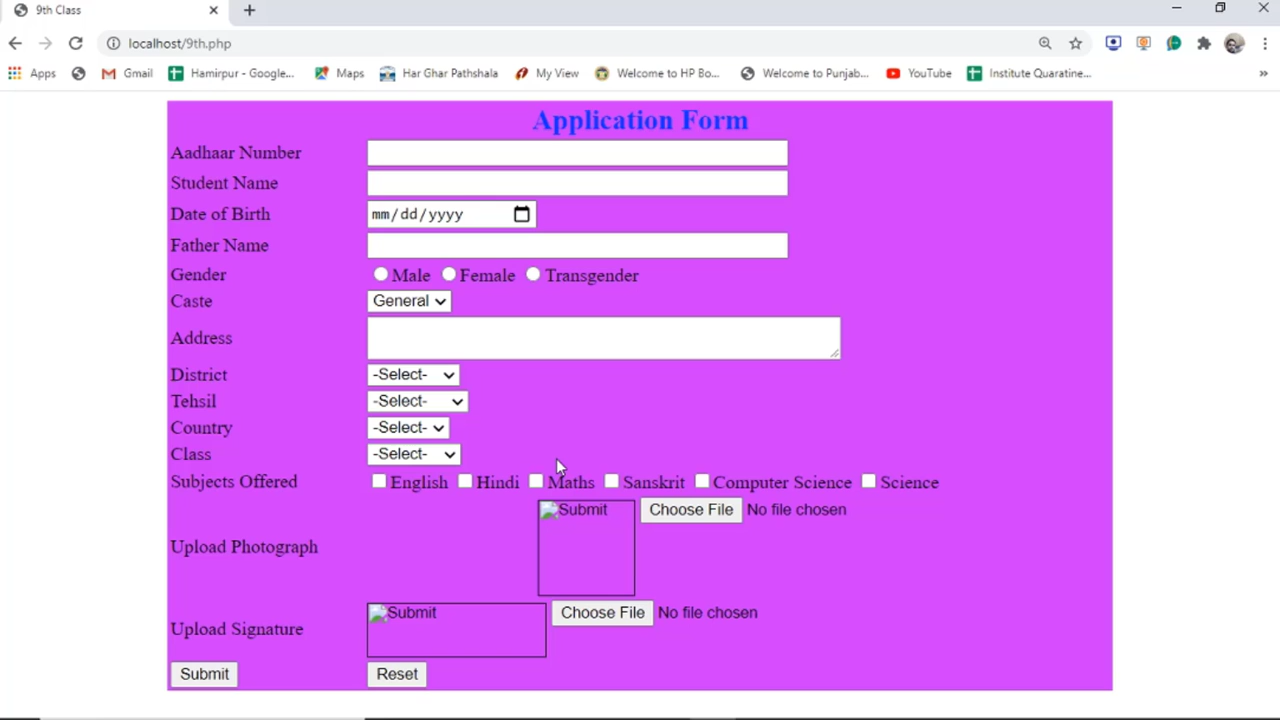 9th Class
localhost/9th.php
Apps Gmail Hamirpur - Google... Maps Har Ghar Pathshala My View Welcome to HP Bo... Welcome to Punjab... YouTube Institute Quaratine... »
Application Form
Aadhaar Number
Student Name
Date of Birth mm/dd/yyyy
Father Name
Gender Male Female Transgender
Caste General
Address
District -Select-
Tehsil -Select-
Country -Select-
Class -Select-
Subjects Offered English Hindi Maths Sanskrit Computer Science Science
Submit Choose File No file chosen
Upload Photograph
Submit Choose File No file chosen
Upload Signature
Submit Reset